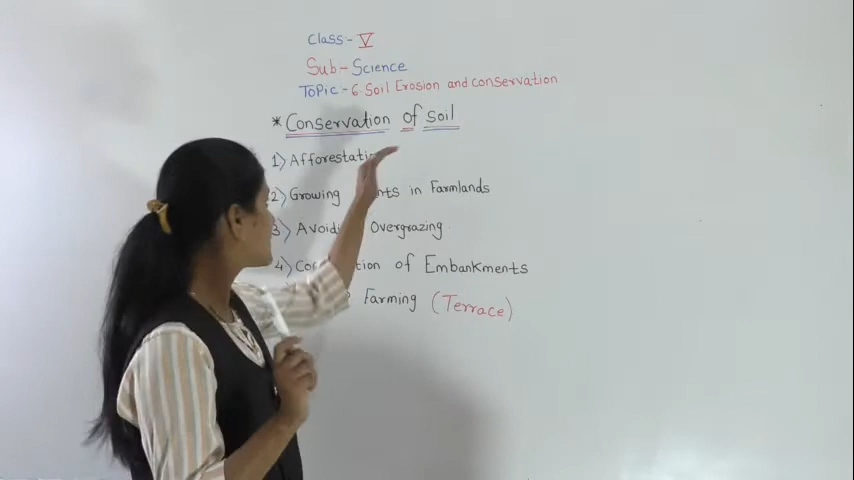 Class - V
Sub - Science
Topic - 6 Soil Erosion and conservation
* Conservation of Soil
1) Afforestati
2) Growing nts in Farmlands
3) Avoidi Overgrazing
4) Co tion of Embankments
Farming (Terrace)